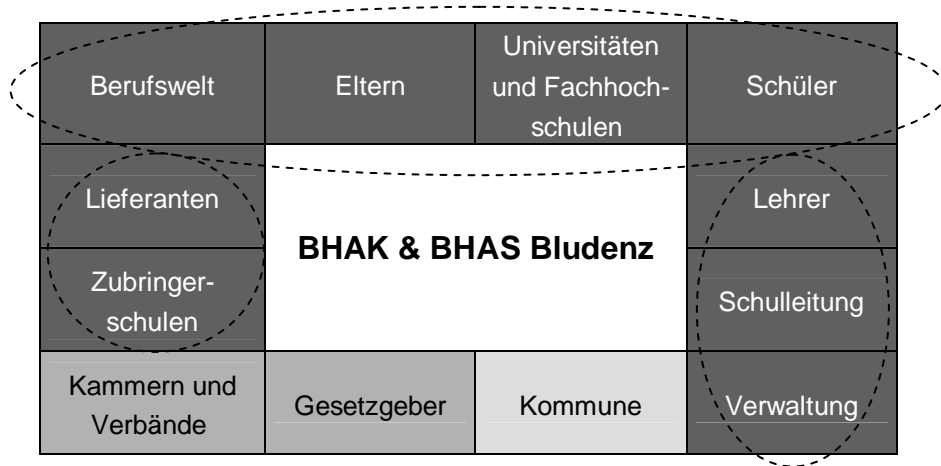 Berufswelt
Eltern
Universitäten
und Fachhoch-
schulen
Schüler
Lieferanten
BHAK & BHAS Bludenz
Lehrer
Zubringer-
schulen
Schulleitung
Kammern und
Verbände
Gesetzgeber
Kommune
Verwaltung